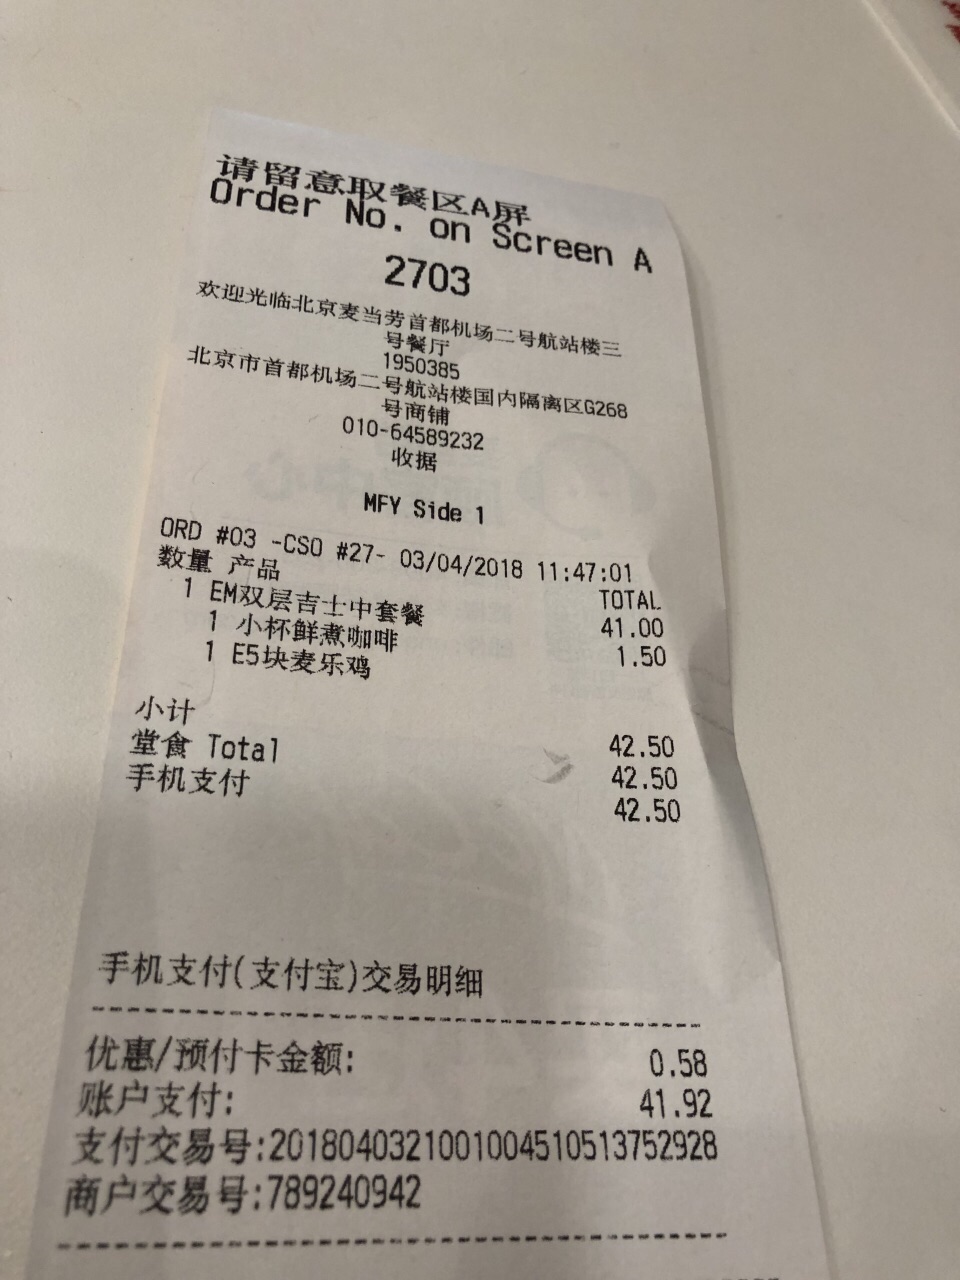 请留意取餐区A屏
Order No. on Screen A
2703
欢迎光临北京麦当劳首都机场二号航站楼三
号餐厅
1950385
北京市首都机场二号航站楼国内隔离区G268
号商铺
010-64589232
收据
MFY Side 1
ORD #03 -CSO #27- 03/04/2018 11:47:01
数量 产品 TOTAL
1 EM双层吉士中套餐 41.00
1 小杯鲜煮咖啡 1.50
1 E5块麦乐鸡
小计 42.50
堂食 Total 42.50
手机支付 42.50
手机支付(支付宝)交易明细
优惠/预付卡金额: 0.58
账户支付: 41.92
支付交易号:2018040321001004510513752928
商户交易号:789240942